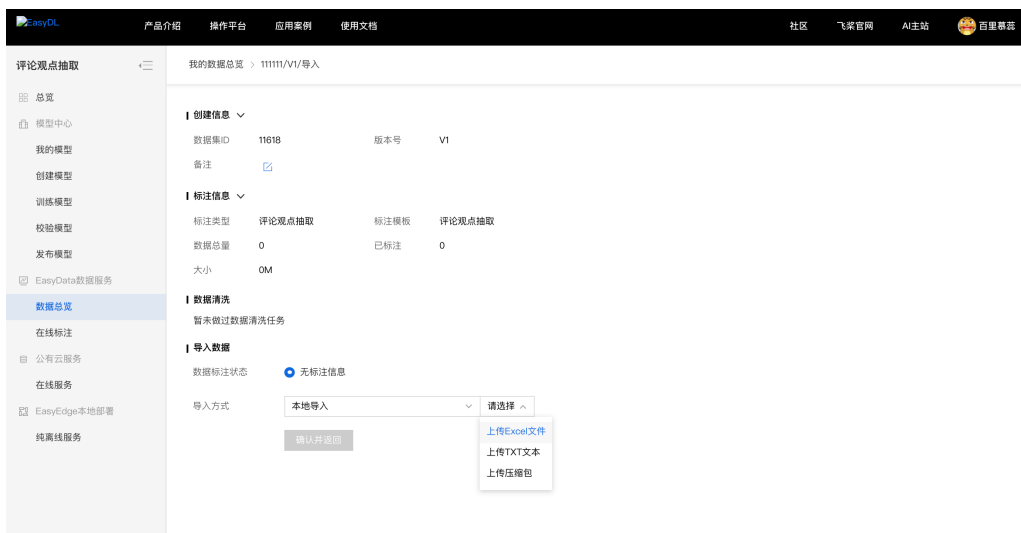 EasyDL 产品介绍 操作平台 应用案例 使用文档 社区 飞桨官网 AI主站 百里慕蕊
评论观点抽取
我的数据总览 > 111111/V1/导入
总览
模型中心
我的模型
创建模型
训练模型
校验模型
发布模型
EasyData数据服务
数据总览
在线标注
公有云服务
在线服务
EasyEdge本地部署
纯离线服务
创建信息
数据集ID 11618 版本号 V1
备注
标注信息
标注类型 评论观点抽取 标注模板 评论观点抽取
数据总量 0 已标注 0
大小 0M
数据清洗
暂未做过数据清洗任务
导入数据
数据标注状态 无标注信息
导入方式 本地导入 请选择
上传Excel文件
上传TXT文本
上传压缩包
确认并返回